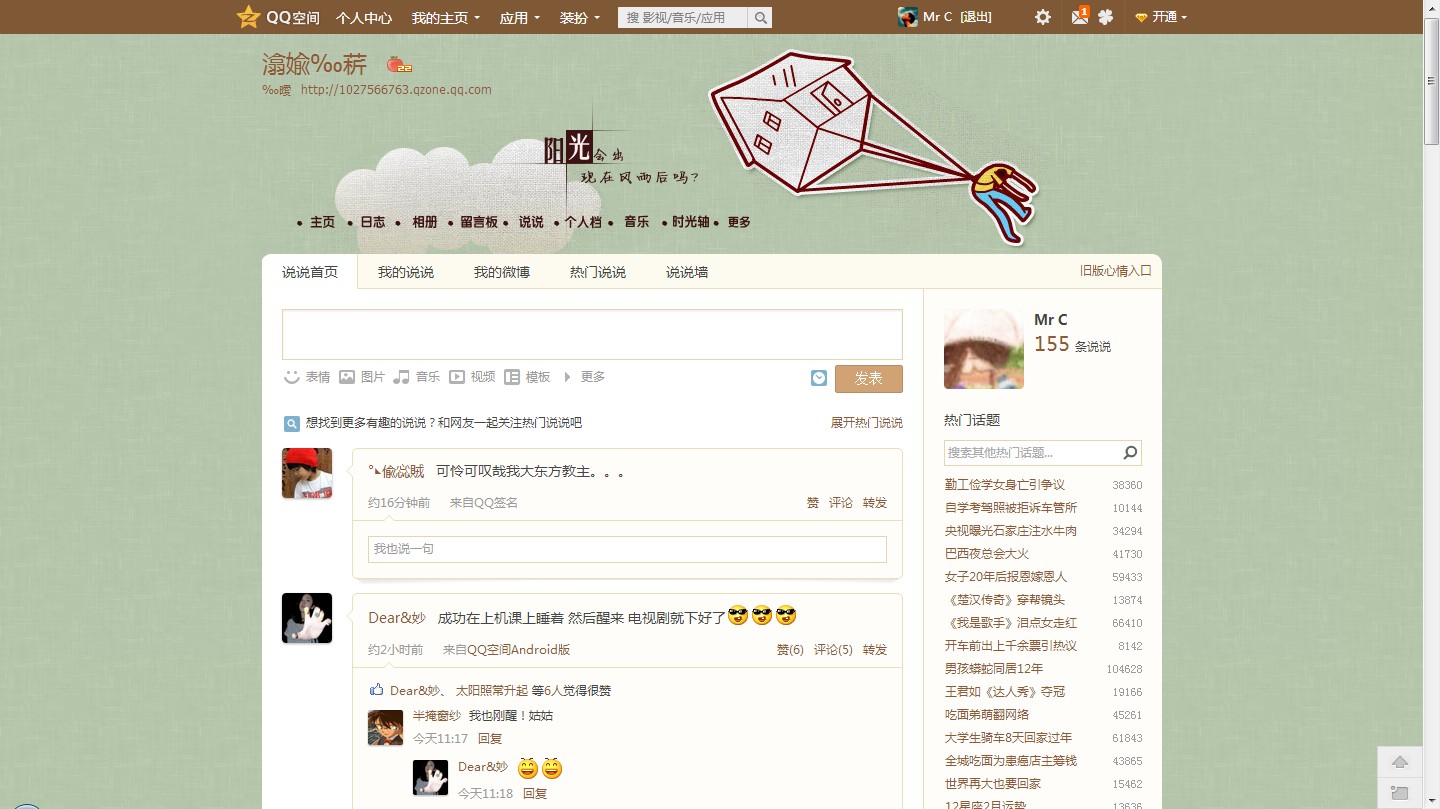 QQ空间 个人中心 我的主页 应用 装扮 搜 影视/音乐/应用 Mr C [退出] 1 开通
http://1027566763.qzone.qq.com
阳光会出
现在风雨后吗？
• 主页 • 日志 • 相册 • 留言板 • 说说 • 个人档 • 音乐 • 时光轴 • 更多
说说首页 我的说说 我的微博 热门说说 说说墙 旧版心情入口
表情 图片 音乐 视频 模板 更多 发表
想找到更多有趣的说说？和网友一起关注热门说说吧 展开热门说说
可怜可叹哉我大东方教主。。。
约16分钟前 来自QQ签名 赞 评论 转发
我也说一句
Dear&妙 成功在上机课上睡着 然后醒来 电视剧就下好了
约2小时前 来自QQ空间Android版 赞(6) 评论(5) 转发
Dear&妙、 太阳照常升起 等6人觉得很赞
半掩窗纱 我也刚醒！姑姑
今天11:17 回复
Dear&妙
今天11:18 回复
Mr C
155 条说说
热门话题
搜索其他热门话题...
勤工俭学女身亡引争议 38360
自学考驾照被拒诉车管所 10144
央视曝光石家庄注水牛肉 34294
巴西夜总会大火 41730
女子20年后报恩嫁恩人 59433
《楚汉传奇》穿帮镜头 13874
《我是歌手》泪点女走红 66410
开车前出上千余票引热议 8142
男孩蟒蛇同居12年 104628
王君如《达人秀》夺冠 19166
吃面弟萌翻网络 45261
大学生骑车8天回家过年 61843
全城吃面为患癌店主筹钱 43865
世界再大也要回家 15462
12星座2月运势 13636